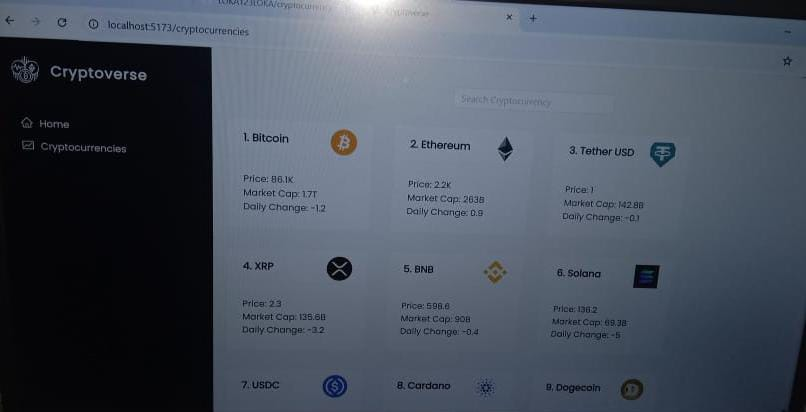 LOKA123LOKA/cryptocurrency
Cryptoverse
localhost:5173/cryptocurrencies
Cryptoverse
Home
Cryptocurrencies
Search Cryptocurrency
1. Bitcoin
Price: 86.1K
Market Cap: 1.7T
Daily Change: -1.2
2. Ethereum
Price: 2.2K
Market Cap: 263B
Daily Change: 0.9
3. Tether USD
Price: 1
Market Cap: 142.8B
Daily Change: -0.1
4. XRP
Price: 2.3
Market Cap: 135.6B
Daily Change: -3.2
5. BNB
Price: 598.6
Market Cap: 90B
Daily Change: -0.4
6. Solana
Price: 136.2
Market Cap: 69.3B
Daily Change: -5
7. USDC
8. Cardano
9. Dogecoin